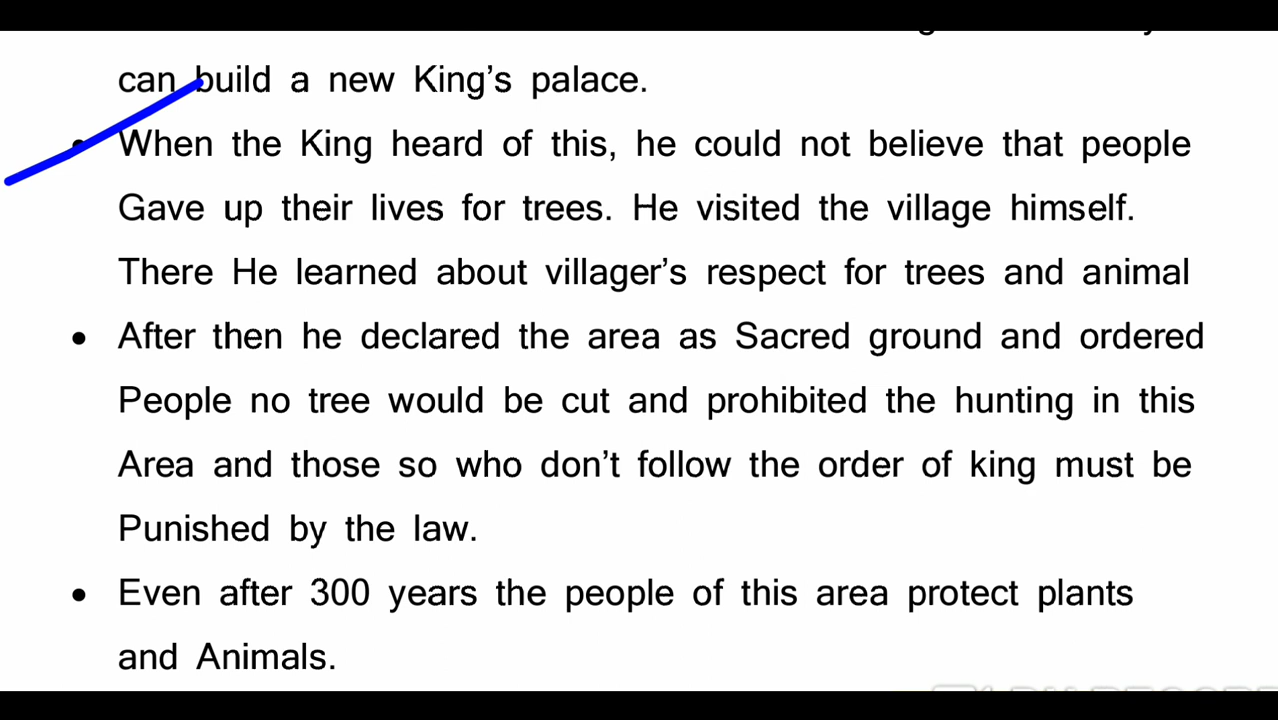 can build a new King's palace.
• When the King heard of this, he could not believe that people
Gave up their lives for trees. He visited the village himself.
There He learned about villager's respect for trees and animal
• After then he declared the area as Sacred ground and ordered
People no tree would be cut and prohibited the hunting in this
Area and those so who don't follow the order of king must be
Punished by the law.
• Even after 300 years the people of this area protect plants
and Animals.